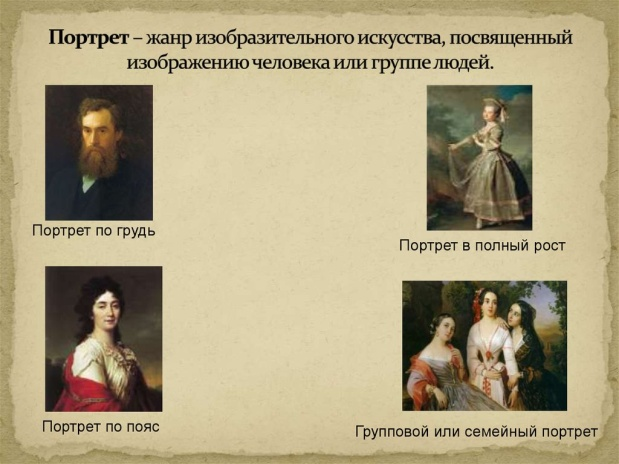 Портрет – жанр изобразительного искусства, посвященный
изображению человека или группе людей.
Портрет по грудь
Портрет в полный рост
Портрет по пояс
Групповой или семейный портрет